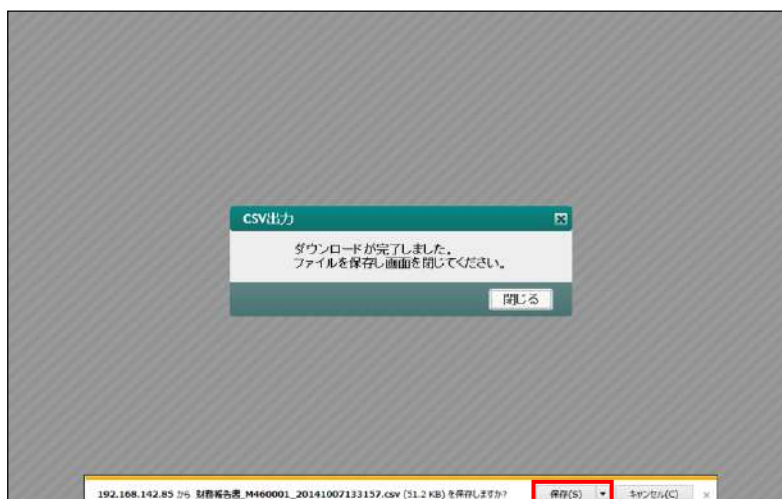 CSV出力
ダウンロードが完了しました。
ファイルを保存し画面を閉じてください。
閉じる
192.168.142.85 から 財務報告書_M460001_20141007133157.csv (51.2 KB) を保存しますか?
保存(S)
キャンセル(C)